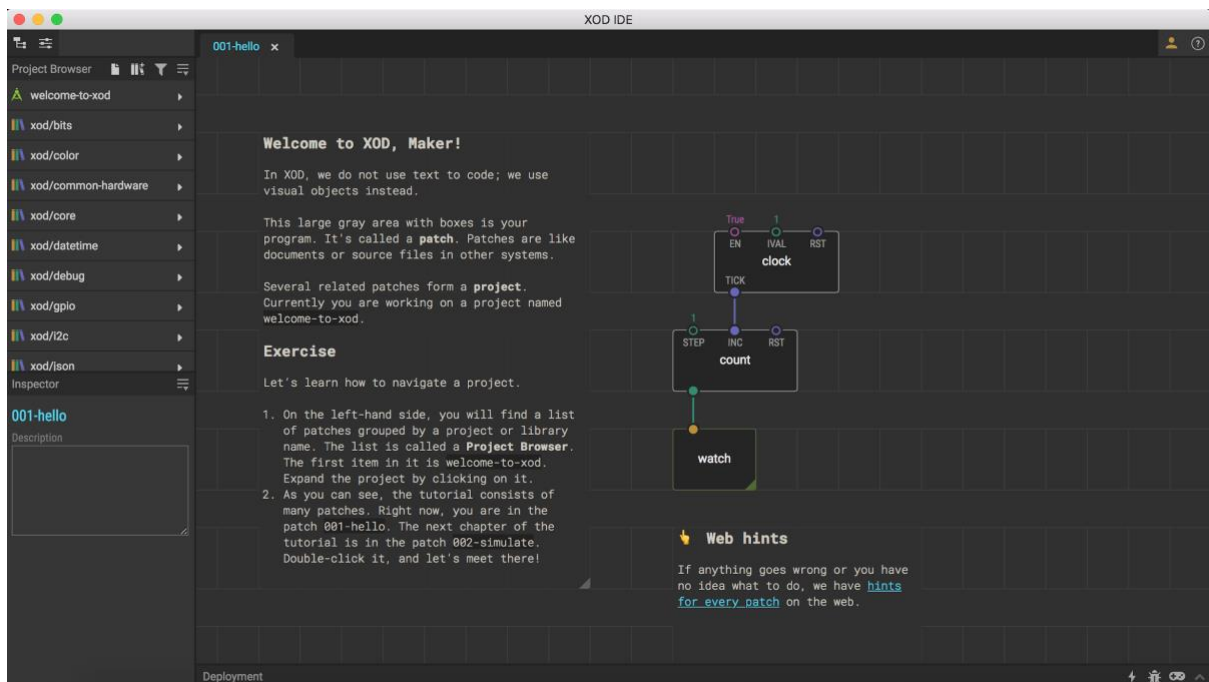 XOD IDE
001-hello
Project Browser
welcome-to-xod
xod/bits
xod/color
xod/common-hardware
xod/core
xod/datetime
xod/debug
xod/gpio
xod/i2c
xod/json
Inspector
001-hello
Description
Welcome to XOD, Maker!
In XOD, we do not use text to code; we use
visual objects instead.
This large gray area with boxes is your
program. It's called a patch. Patches are like
documents or source files in other systems.
Several related patches form a project.
Currently you are working on a project named
welcome-to-xod.
Exercise
Let's learn how to navigate a project.
1. On the left-hand side, you will find a list
of patches grouped by a project or library
name. The list is called a Project Browser.
The first item in it is welcome-to-xod.
Expand the project by clicking on it.
2. As you can see, the tutorial consists of
many patches. Right now, you are in the
patch 001-hello. The next chapter of the
tutorial is in the patch 002-simulate.
Double-click it, and let's meet there!
True 1
EN IVAL RST
clock
TICK
1
STEP INC RST
count
watch
Web hints
If anything goes wrong or you have
no idea what to do, we have hints
for every patch on the web.
Deployment